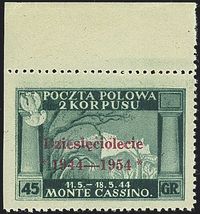 POCZTA POLOWA
2 KORPUSU
Dziesięciolecie
* 1944—1954 *
45 GR
11.5 - 18.5.44
MONTE CASSINO.